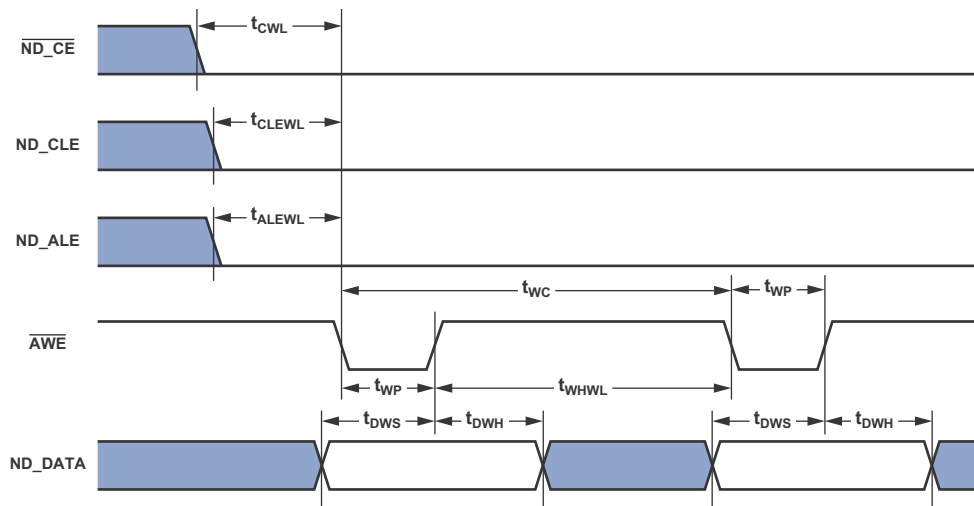 ND_CE
tCWL
ND_CLE
tCLEWL
ND_ALE
tALEWL
tWC
tWP
AWE
tWP
tWHWL
tDWS
tDWH
tDWS
tDWH
ND_DATA